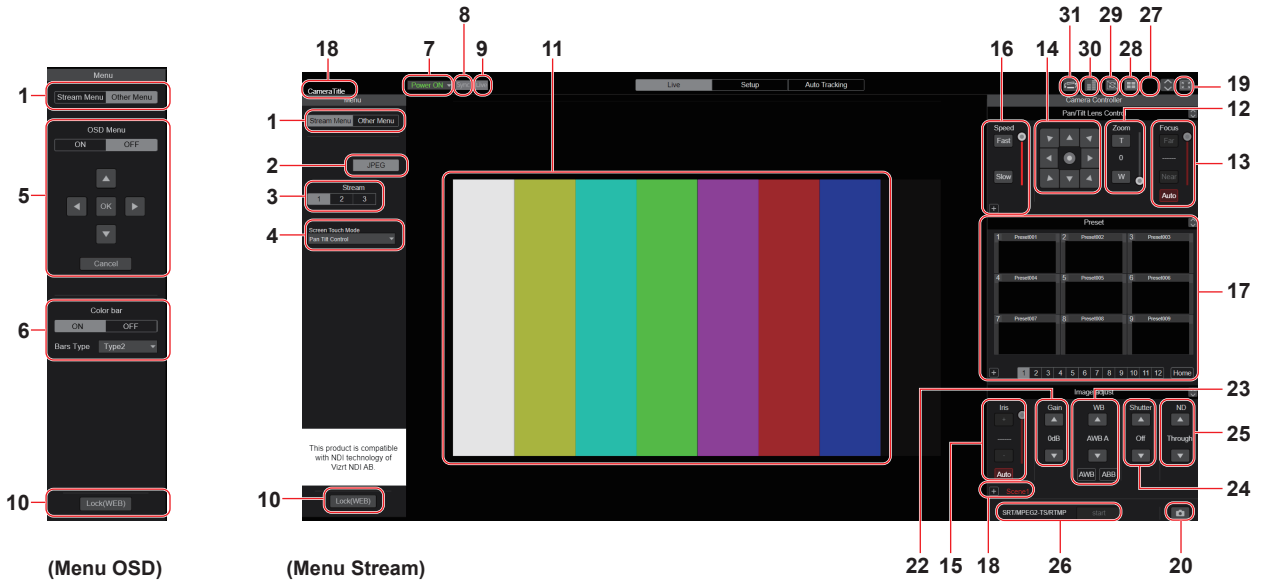 8
31
29
27
18
7
9
11
16
14
30
28
19
Menu
1
Stream Menu
Other Menu
OSD Menu
ON
OFF
5
OK
Cancel
Color bar
6
ON
OFF
Bars Type
Type2
10
Lock(WEB)
(Menu OSD)
CameraTitle
Power ON
Live
Setup
Auto Tracking
Menu
1
Stream Menu
Other Menu
2
JPEG
3
Stream
1 2 3
4
Screen Touch Mode
Pan Tilt Control
This product is compatible
with NDI technology of
Vizrt NDI AB.
10
Lock(WEB)
(Menu Stream)
Camera Controller
Pan/Tilt Lens Control
12
Speed
Fast
Slow
+
Zoom
T
0
W
Focus
Far
Near
Auto
13
Preset
1 Preset001
2 Preset002
3 Preset003
4 Preset004
5 Preset005
6 Preset006
7 Preset007
8 Preset008
9 Preset009
17
+
1 2 3 4 5 6 7 8 9 10 11 12
Home
23
Image adjust
Iris
+
-
Auto
Gain
0dB
WB
AWB A
AWB
ABB
Shutter
Off
ND
Through
25
24
+
Scene
SRT/MPEG2-TS/RTMP
start
22
15
18
26
20